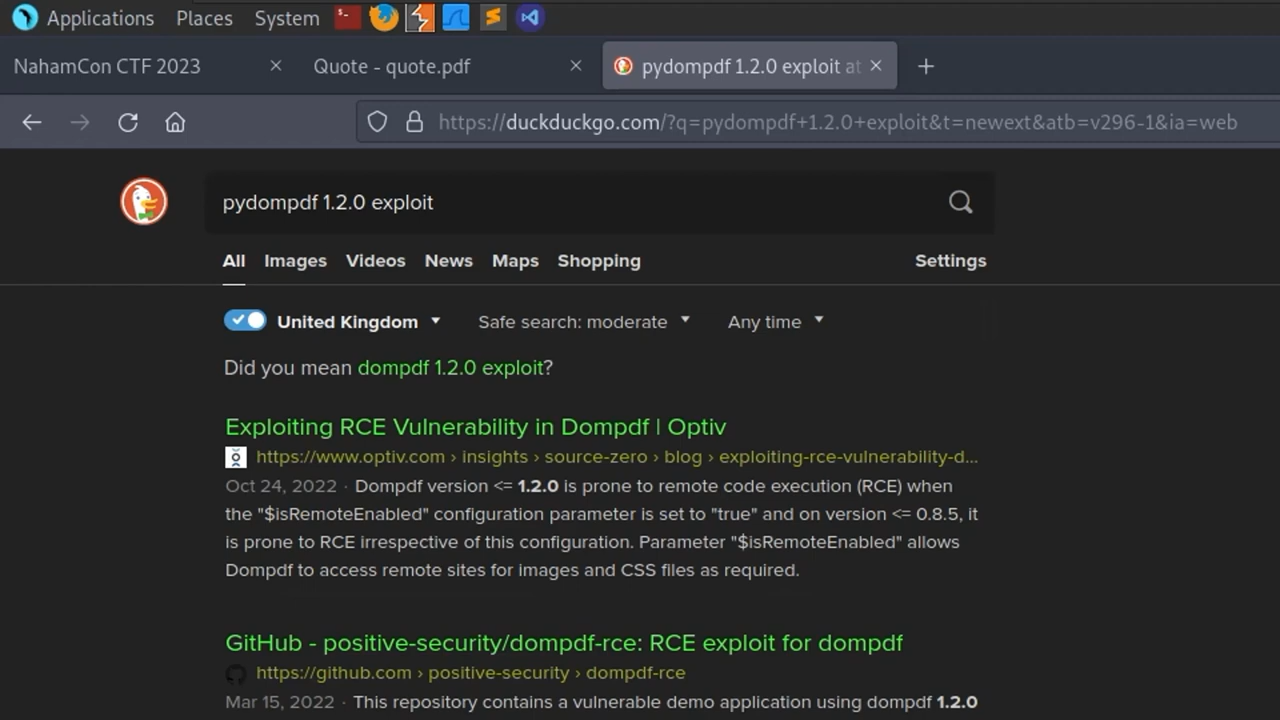 Applications Places System
NahamCon CTF 2023 Quote - quote.pdf pydompdf 1.2.0 exploit at
https://duckduckgo.com/?q=pydompdf+1.2.0+exploit&t=newext&atb=v296-1&ia=web
pydompdf 1.2.0 exploit
All Images Videos News Maps Shopping Settings
United Kingdom Safe search: moderate Any time
Did you mean dompdf 1.2.0 exploit?
Exploiting RCE Vulnerability in Dompdf | Optiv
https://www.optiv.com › insights › source-zero › blog › exploiting-rce-vulnerability-d...
Oct 24, 2022 · Dompdf version <= 1.2.0 is prone to remote code execution (RCE) when
the "$isRemoteEnabled" configuration parameter is set to "true" and on version <= 0.8.5, it
is prone to RCE irrespective of this configuration. Parameter "$isRemoteEnabled" allows
Dompdf to access remote sites for images and CSS files as required.
GitHub - positive-security/dompdf-rce: RCE exploit for dompdf
https://github.com › positive-security › dompdf-rce
Mar 15, 2022 · This repository contains a vulnerable demo application using dompdf 1.2.0